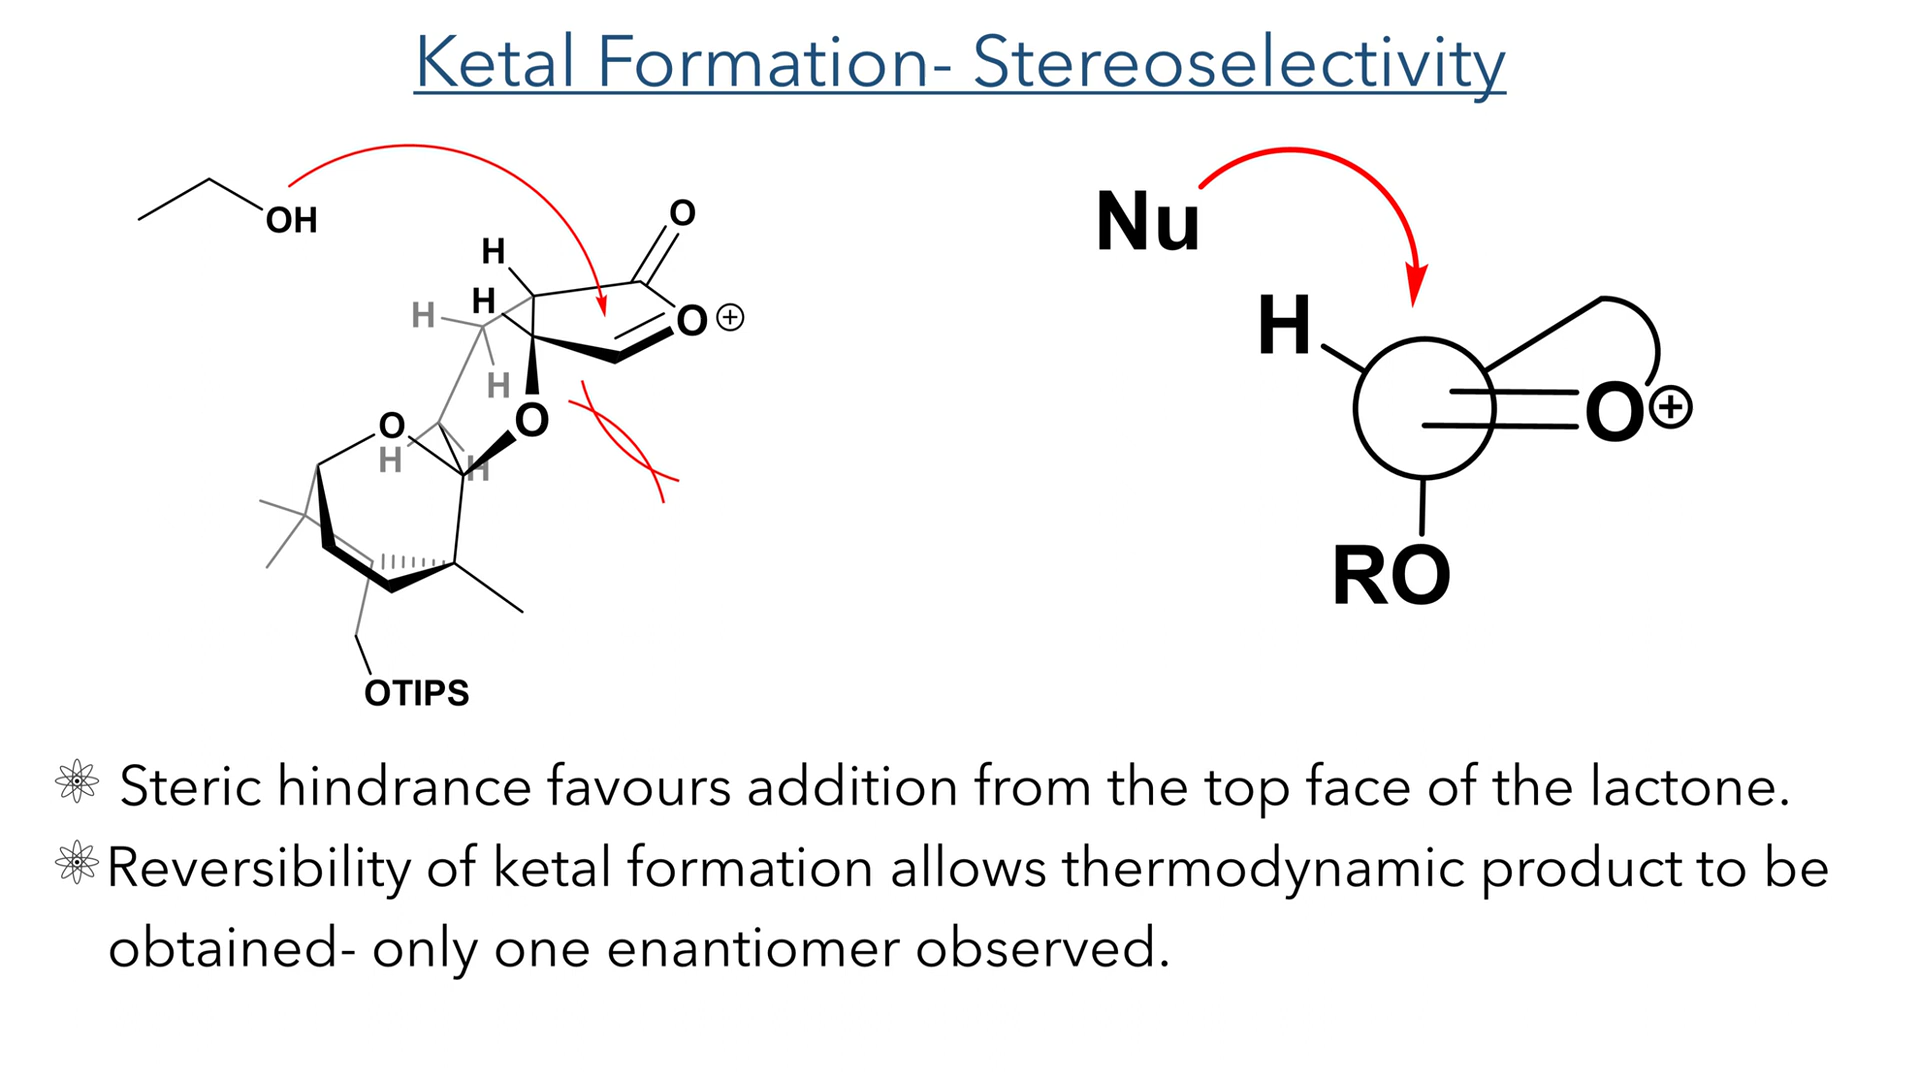 Ketal Formation- Stereoselectivity
OH
O
H
H
O⊕
H
H
O
O
H
H
OTIPS
Nu
H
O⊕
RO
Steric hindrance favours addition from the top face of the lactone.
Reversibility of ketal formation allows thermodynamic product to be
obtained- only one enantiomer observed.